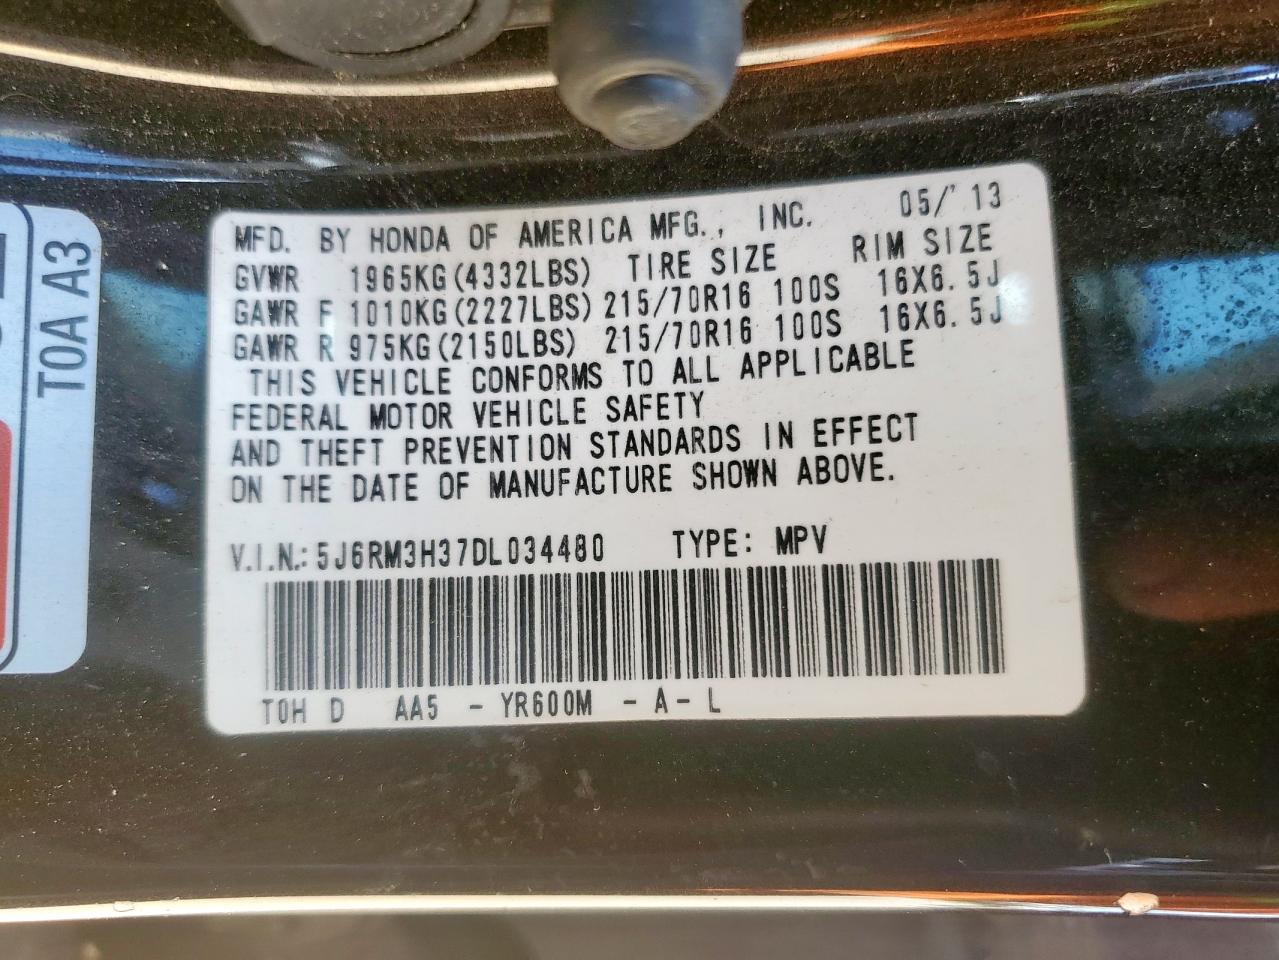 MFD. BY HONDA OF AMERICA MFG., INC. 05/'13
GVWR 1965KG(4332LBS) TIRE SIZE RIM SIZE
GAWR F 1010KG(2227LBS) 215/70R16 100S 16X6.5J
GAWR R 975KG(2150LBS) 215/70R16 100S 16X6.5J
THIS VEHICLE CONFORMS TO ALL APPLICABLE
FEDERAL MOTOR VEHICLE SAFETY
AND THEFT PREVENTION STANDARDS IN EFFECT
ON THE DATE OF MANUFACTURE SHOWN ABOVE.
V.I.N.: 5J6RM3H37DL034480 TYPE: MPV
TOH D AA5 - YR600M - A - L
TOA A3